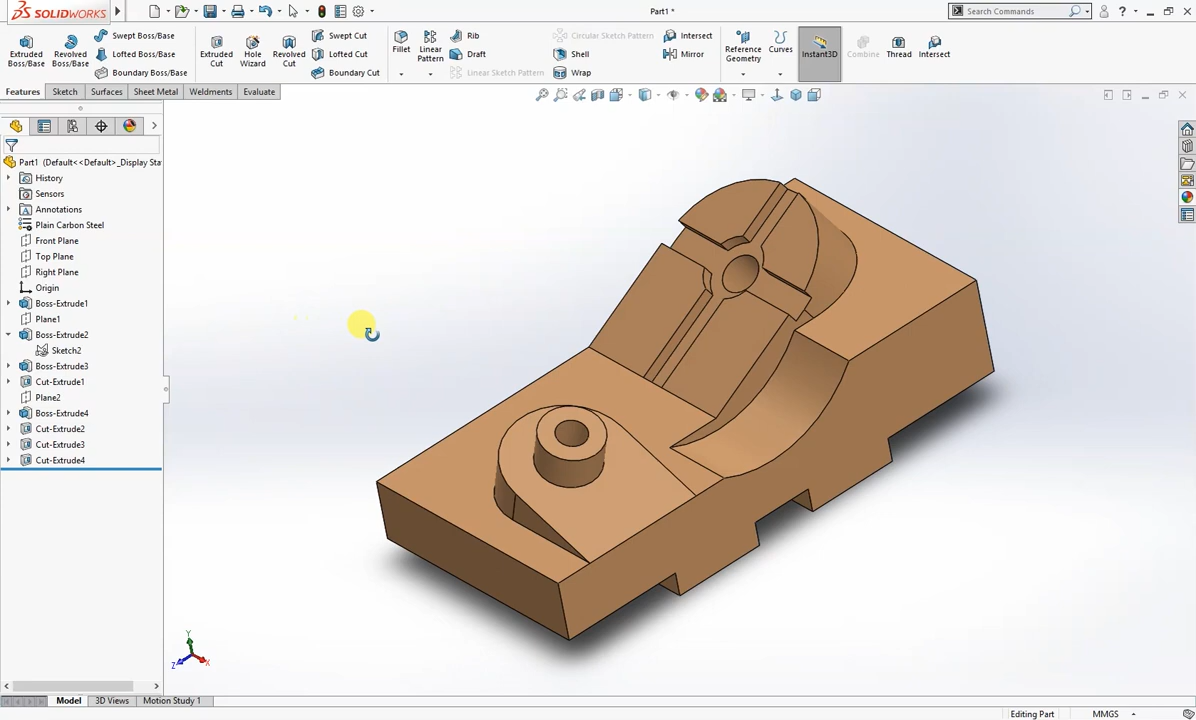 SOLIDWORKS
Part1 *
Search Commands
Extruded Boss/Base
Revolved Boss/Base
Swept Boss/Base
Lofted Boss/Base
Boundary Boss/Base
Extruded Cut
Hole Wizard
Revolved Cut
Swept Cut
Lofted Cut
Boundary Cut
Fillet
Linear Pattern
Rib
Draft
Linear Sketch Pattern
Circular Sketch Pattern
Shell
Wrap
Intersect
Mirror
Reference Geometry
Curves
Instant3D
Combine
Thread
Intersect
Features
Sketch
Surfaces
Sheet Metal
Weldments
Evaluate
Part1 (Default<<Default>_Display Sta
History
Sensors
Annotations
Plain Carbon Steel
Front Plane
Top Plane
Right Plane
Origin
Boss-Extrude1
Plane1
Boss-Extrude2
Sketch2
Boss-Extrude3
Cut-Extrude1
Plane2
Boss-Extrude4
Cut-Extrude2
Cut-Extrude3
Cut-Extrude4
Y
Z
X
Model
3D Views
Motion Study 1
Editing Part
MMGS